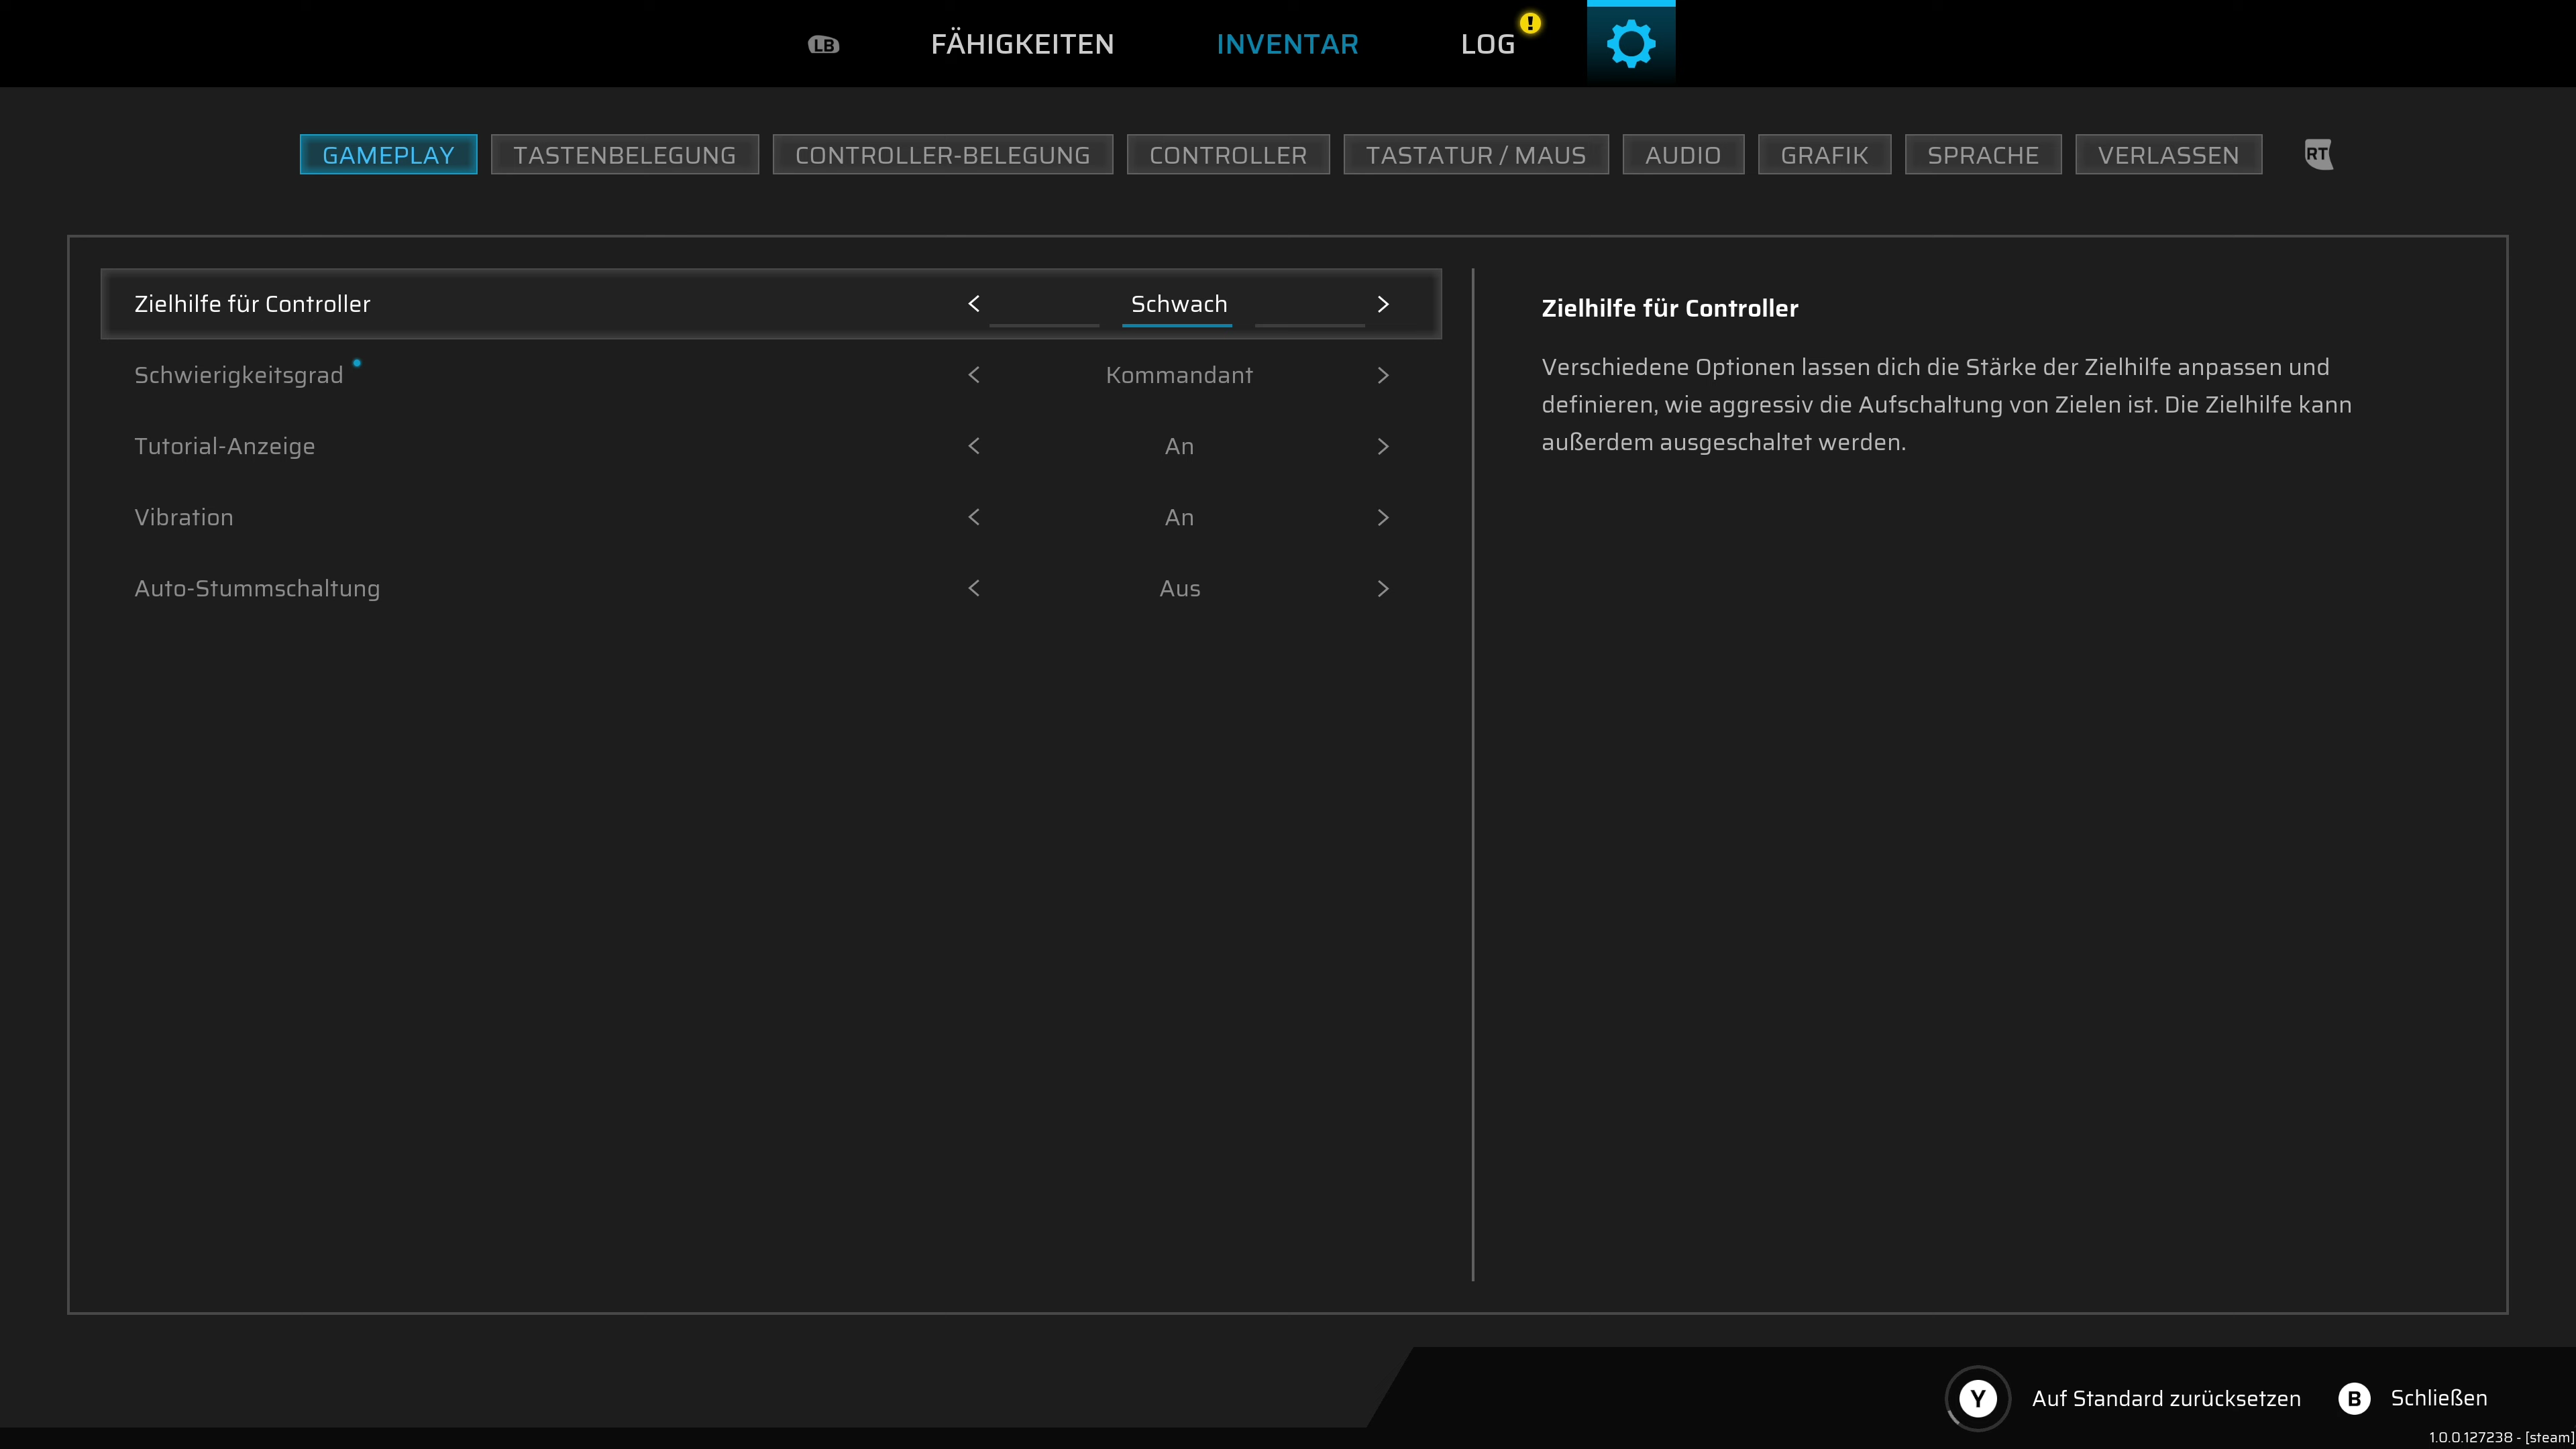 LB FÄHIGKEITEN INVENTAR LOG !
GAMEPLAY TASTENBELEGUNG CONTROLLER-BELEGUNG CONTROLLER TASTATUR / MAUS AUDIO GRAFIK SPRACHE VERLASSEN RT
Zielhilfe für Controller < Schwach >
Schwierigkeitsgrad < Kommandant >
Tutorial-Anzeige < An >
Vibration < An >
Auto-Stummschaltung < Aus >
Zielhilfe für Controller
Verschiedene Optionen lassen dich die Stärke der Zielhilfe anpassen und
definieren, wie aggressiv die Aufschaltung von Zielen ist. Die Zielhilfe kann
außerdem ausgeschaltet werden.
Y Auf Standard zurücksetzen B Schließen
1.0.0.127238 - [steam]